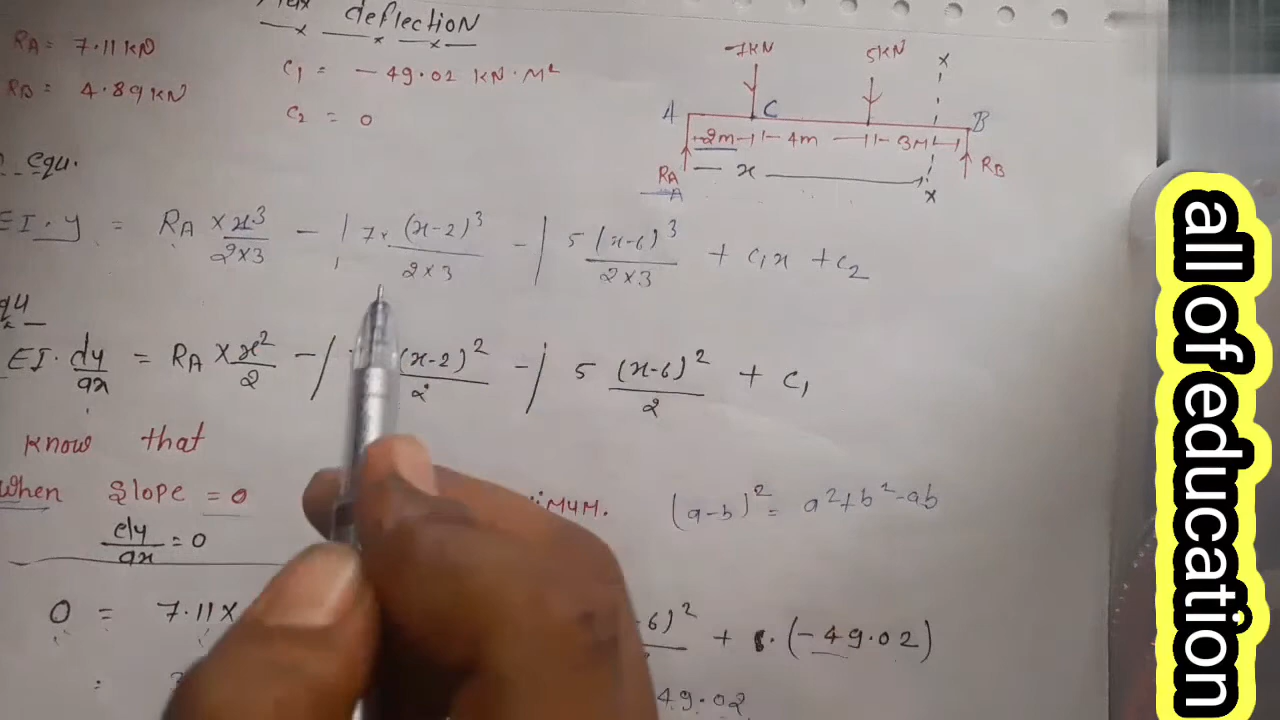 deflection
RA = 7.11 KN
RB = 4.89 KN
C1 = - 49.02 KN·M²
C2 = 0
7KN 5KN x
A C B
2m 4m 3M
RA x RB
A x
equ.
EI. y = RA × x³/2×3 - | 7× (x-2)³/2×3 - | 5 (x-6)³/2×3 + C1x + C2
EI. dy/dx = RA × x²/2 - | (x-2)²/2 - | 5 (x-6)²/2 + C1
know that
when slope = 0
(a-b)² = a²+b²-ab
dy/dx = 0
0 = 7.11 × -6)² + (-49.02)
49.02
all of education